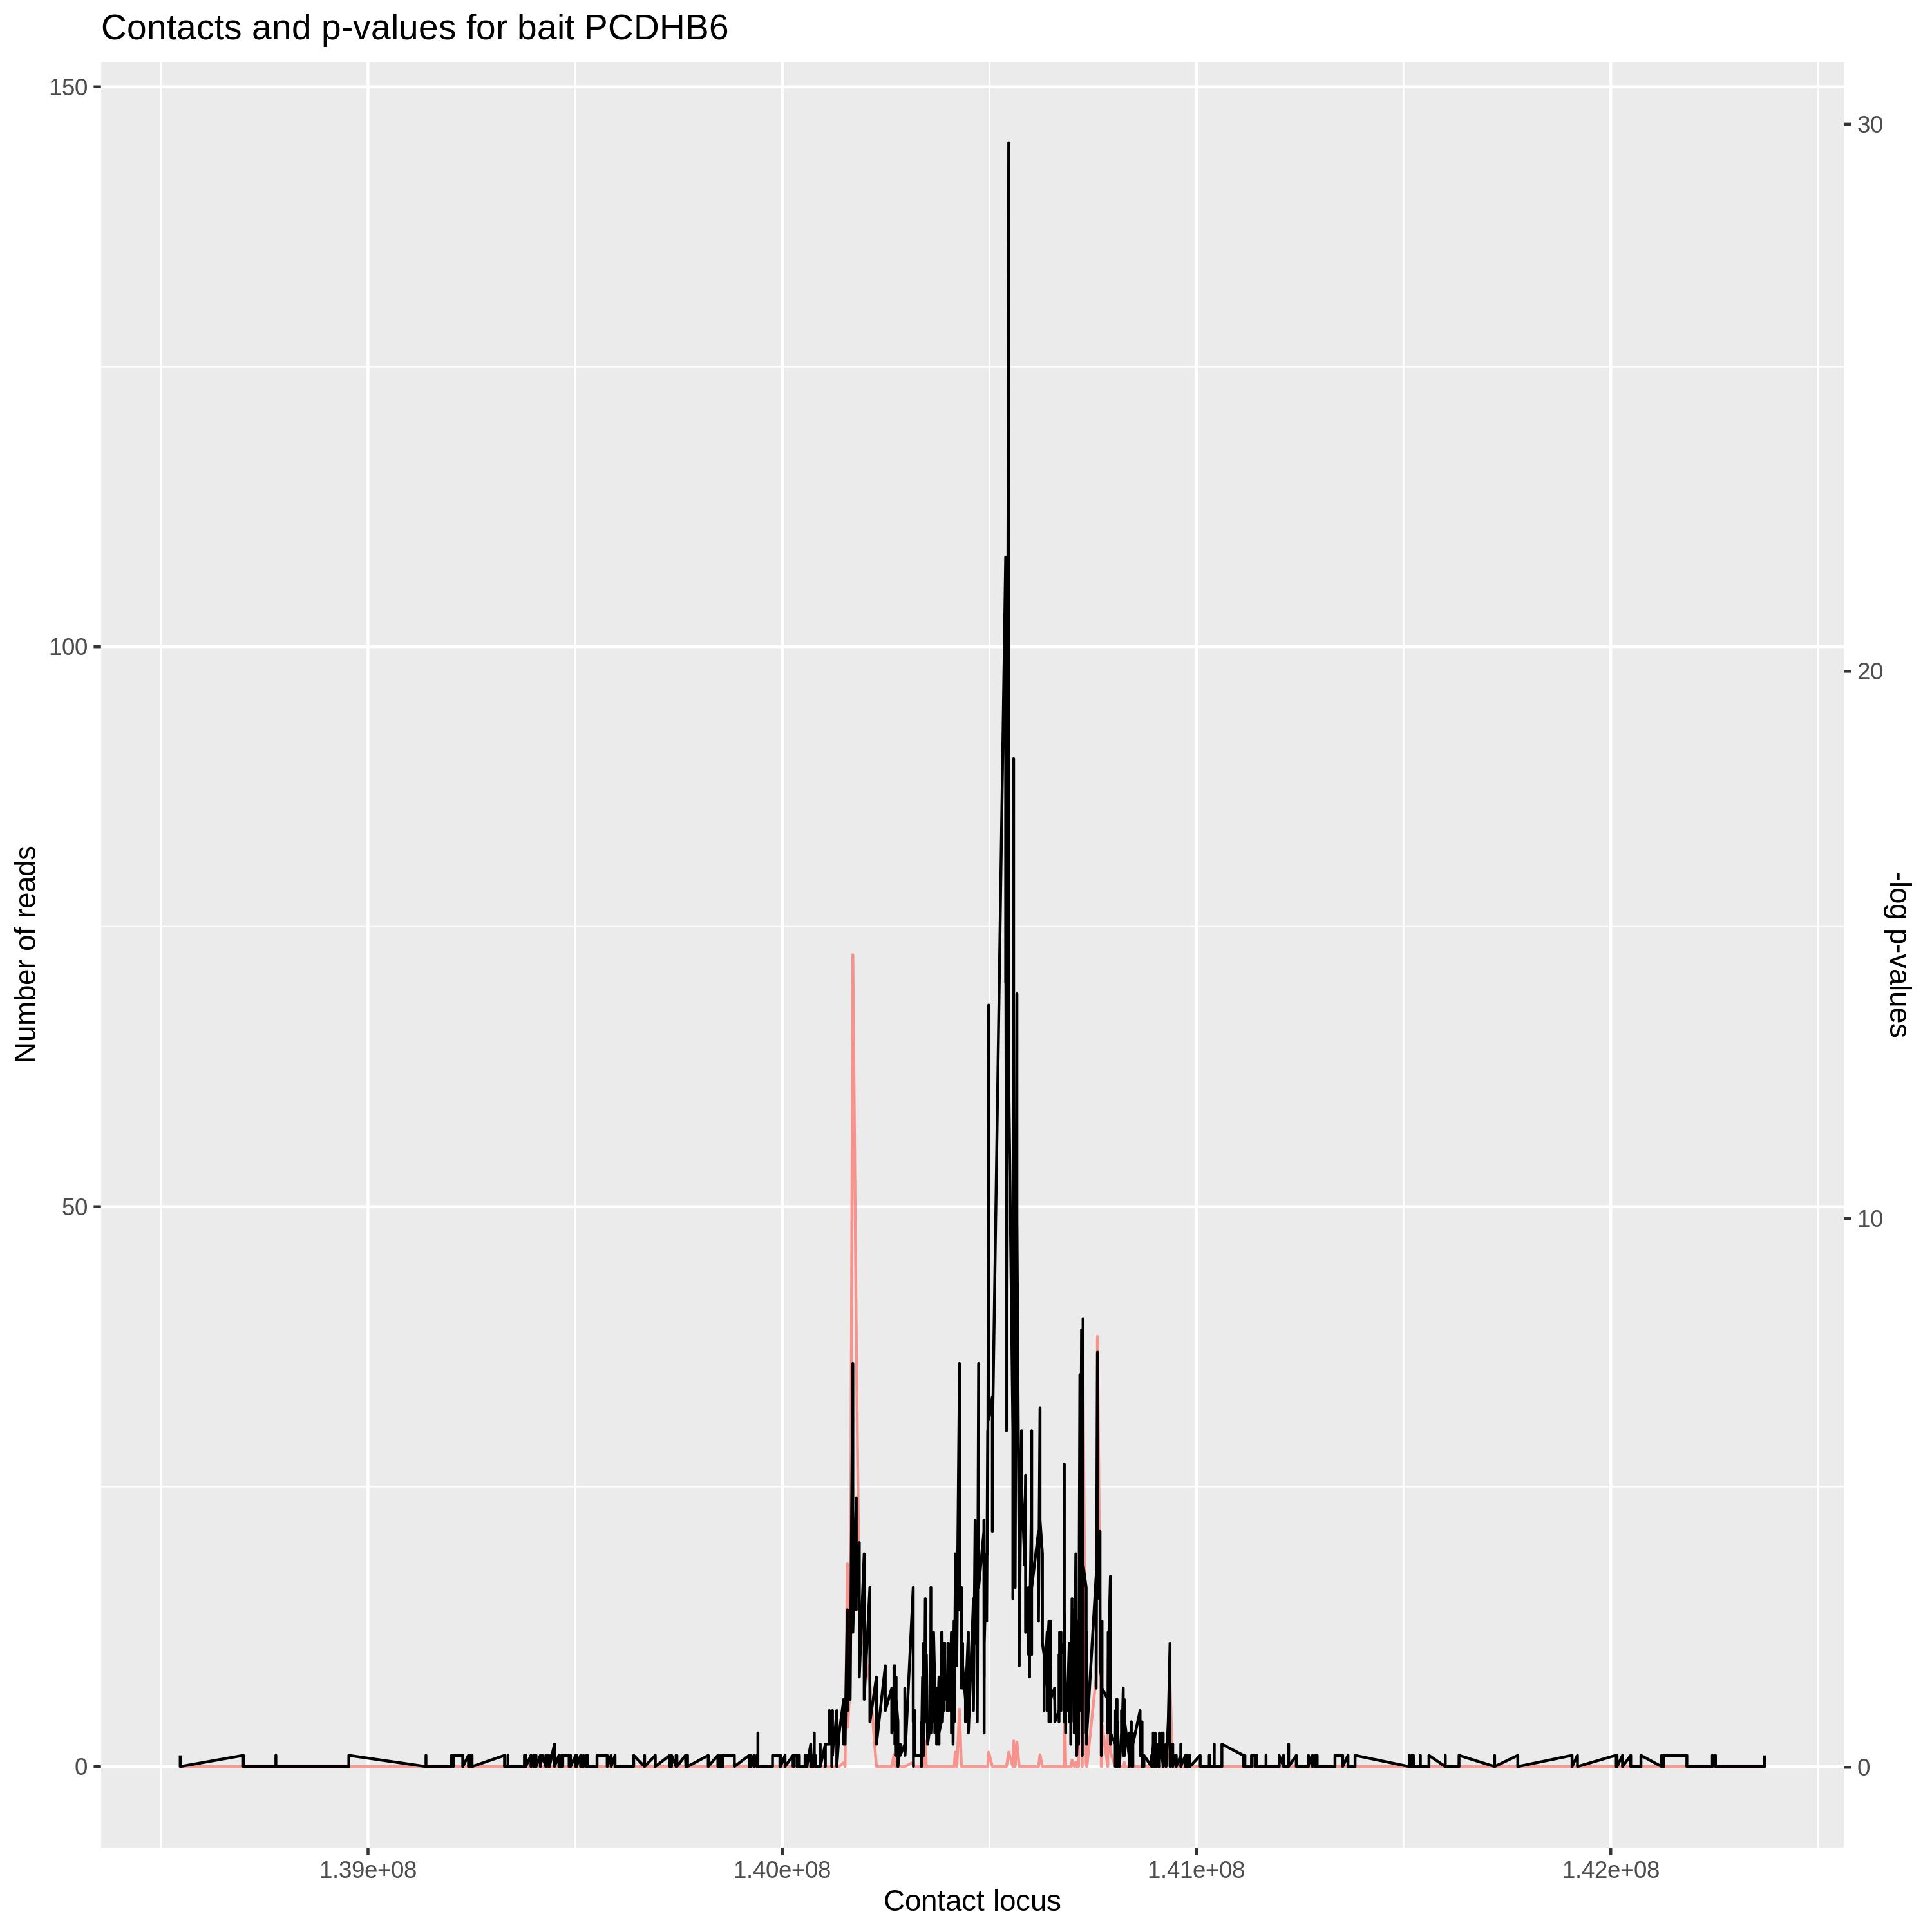 Contacts and p-values for bait PCDHB6
150
100
50
0
Number of reads
30
20
10
0
-log p-values
1.39e+08
1.40e+08
1.41e+08
1.42e+08
Contact locus